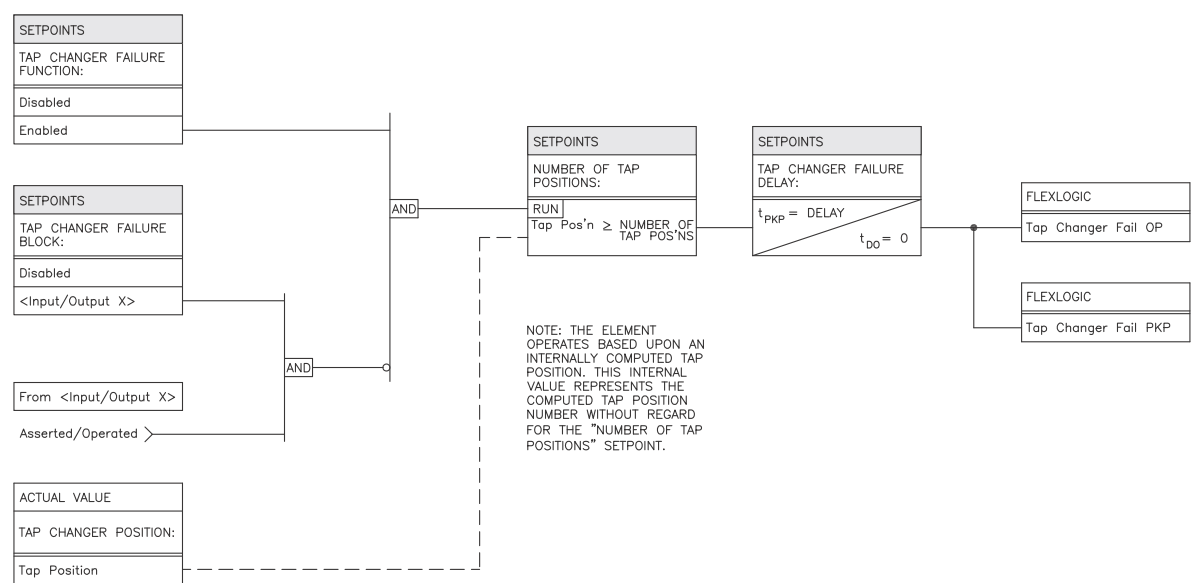 SETPOINTS
TAP CHANGER FAILURE
FUNCTION:
Disabled
Enabled
SETPOINTS
TAP CHANGER FAILURE
BLOCK:
Disabled
<Input/Output X>
From <Input/Output X>
Asserted/Operated
ACTUAL VALUE
TAP CHANGER POSITION:
Tap Position
AND
AND
SETPOINTS
NUMBER OF TAP
POSITIONS:
RUN
Tap Pos'n ≥ NUMBER OF
TAP POS'NS
NOTE: THE ELEMENT
OPERATES BASED UPON AN
INTERNALLY COMPUTED TAP
POSITION. THIS INTERNAL
VALUE REPRESENTS THE
COMPUTED TAP POSITION
NUMBER WITHOUT REGARD
FOR THE "NUMBER OF TAP
POSITIONS" SETPOINT.
SETPOINTS
TAP CHANGER FAILURE
DELAY:
tPKP = DELAY
tDO = 0
FLEXLOGIC
Tap Changer Fail OP
FLEXLOGIC
Tap Changer Fail PKP